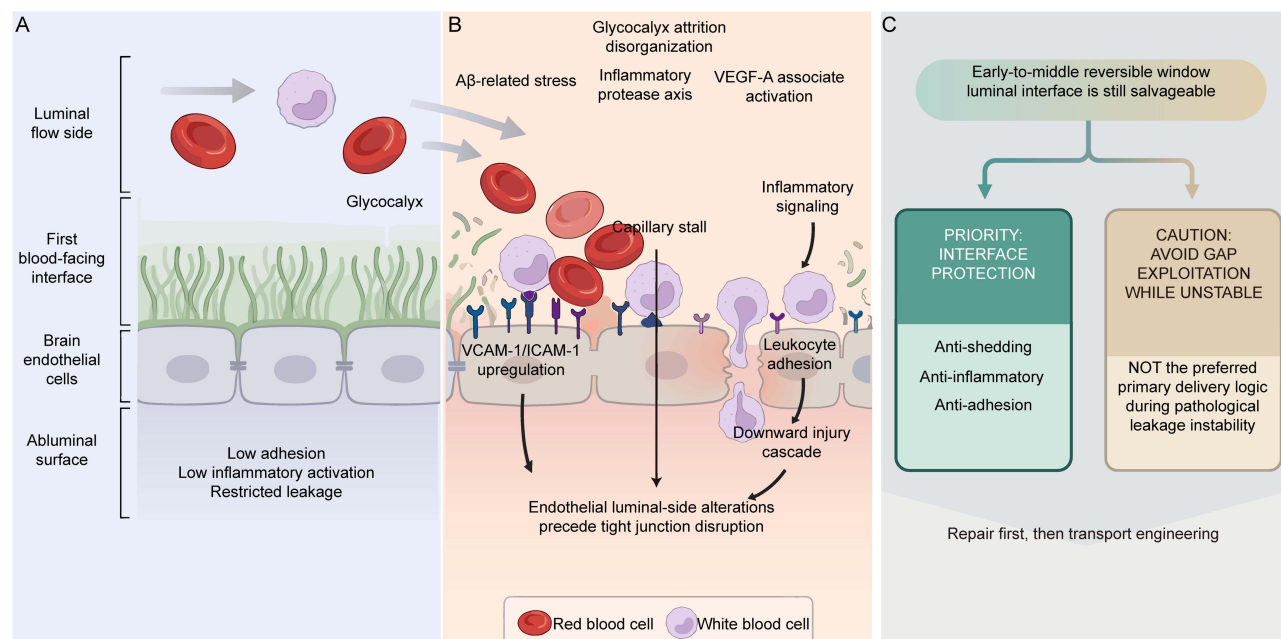 A
Luminal
flow side
Glycocalyx
First
blood-facing
interface
Brain
endothelial
cells
Abluminal
surface
Low adhesion
Low inflammatory activation
Restricted leakage
B
Glycocalyx attrition
disorganization
Aβ-related stress
Inflammatory
protease axis
VEGF-A associate
activation
Inflammatory
signaling
Capillary stall
VCAM-1/ICAM-1
upregulation
Leukocyte
adhesion
Downward injury
cascade
Endothelial luminal-side alterations
precede tight junction disruption
Red blood cell
White blood cell
C
Early-to-middle reversible window
luminal interface is still salvageable
PRIORITY:
INTERFACE
PROTECTION
Anti-shedding
Anti-inflammatory
Anti-adhesion
CAUTION:
AVOID GAP
EXPLOITATION
WHILE UNSTABLE
NOT the preferred
primary delivery logic
during pathological
leakage instability
Repair first, then transport engineering